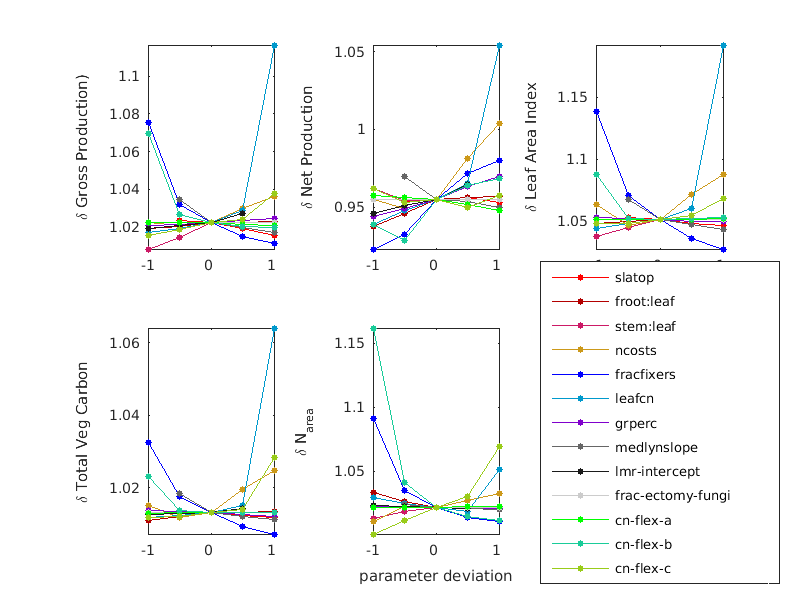 δ Gross Production)
1.1
1.08
1.06
1.04
1.02
-1 0 1
δ Net Production
1.05
1
0.95
-1 0 1
δ Leaf Area Index
1.15
1.1
1.05
δ Total Veg Carbon
1.06
1.04
1.02
-1 0 1
δ N_area
1.15
1.1
1.05
-1 0 1
parameter deviation
slatop
froot:leaf
stem:leaf
ncosts
fracfixers
leafcn
grperc
medlynslope
lmr-intercept
frac-ectomy-fungi
cn-flex-a
cn-flex-b
cn-flex-c